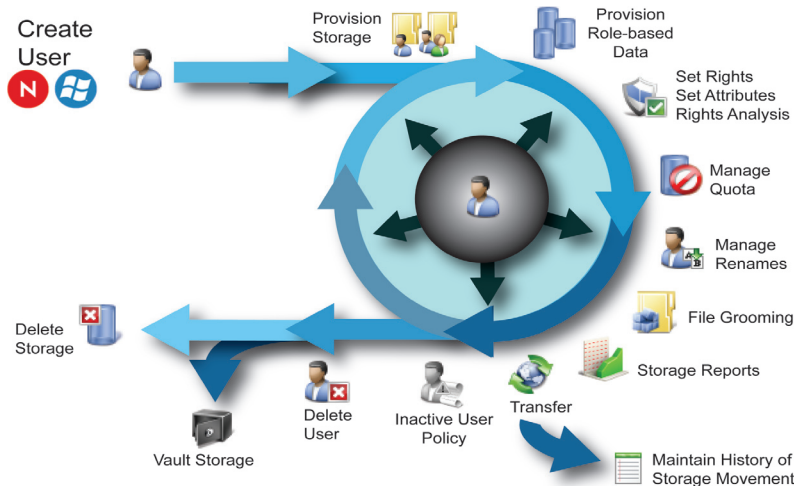 Create
User
N
Provision
Storage
Provision
Role-based
Data
Set Rights
Set Attributes
Rights Analysis
Manage
Quota
A
B
Manage
Renames
File Grooming
Storage Reports
Transfer
Maintain History of
Storage Movement
Inactive User
Policy
Delete
User
Vault Storage
Delete
Storage